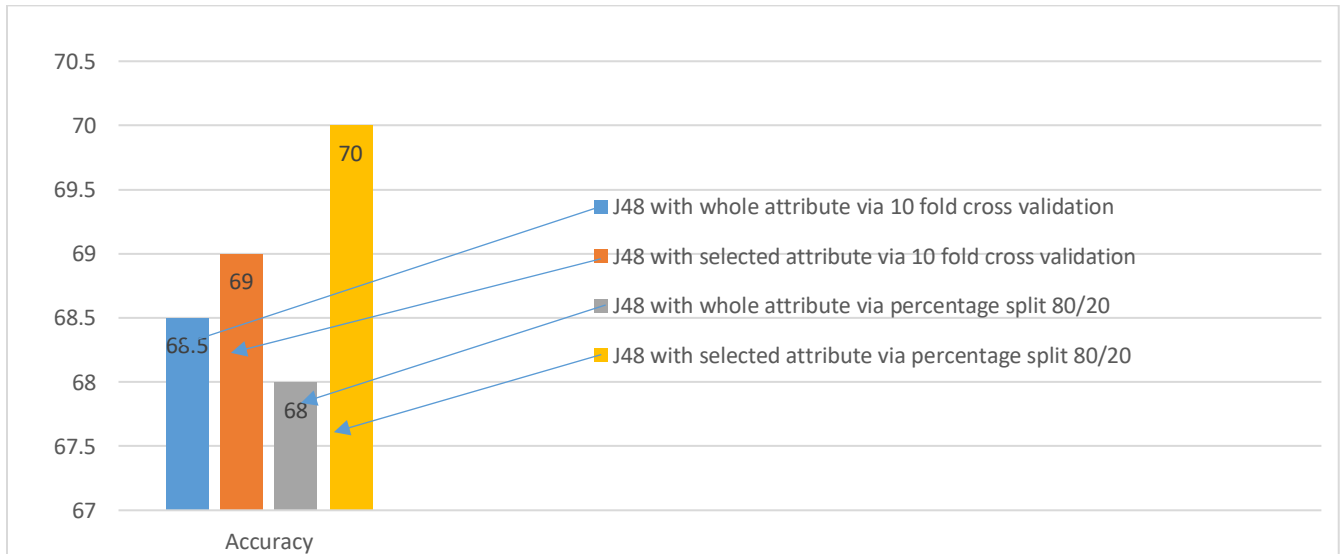 70.5
70
69.5
69
68.5
68
67.5
67
68.5
69
68
70
Accuracy
J48 with whole attribute via 10 fold cross validation
J48 with selected attribute via 10 fold cross validation
J48 with whole attribute via percentage split 80/20
J48 with selected attribute via percentage split 80/20